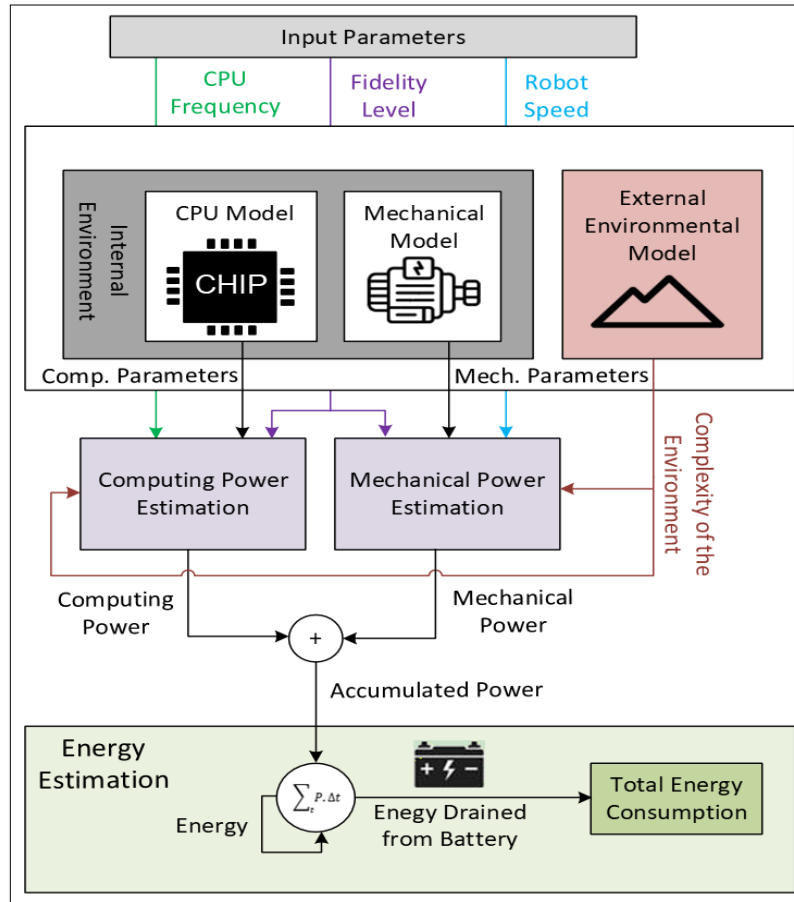 Input Parameters
CPU
Frequency
Fidelity
Level
Robot
Speed
Internal
Environment
CPU Model
CHIP
Mechanical
Model
External
Environmental
Model
Comp. Parameters
Mech. Parameters
Complexity of the
Environment
Computing Power
Estimation
Mechanical Power
Estimation
Computing
Power
Mechanical
Power
+
Accumulated Power
Energy
Estimation
∑ₜ P.Δt
Energy
+ −
Enegy Drained
from Battery
Total Energy
Consumption